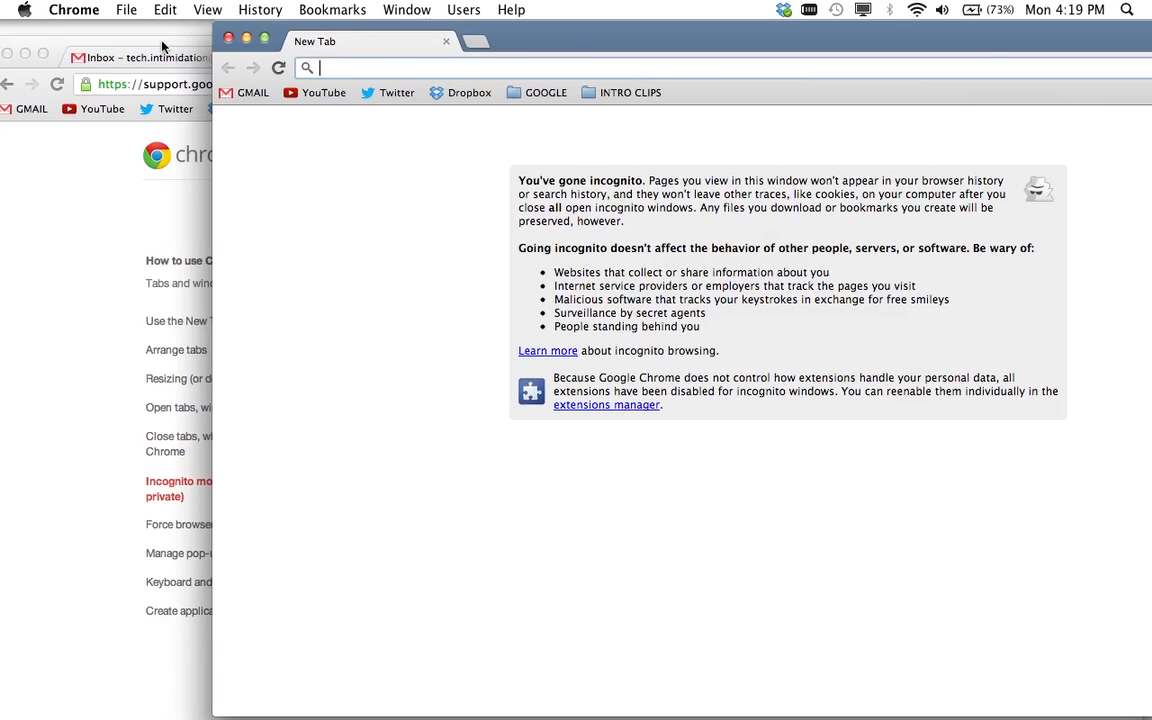 Chrome File Edit View History Bookmarks Window Users Help (73%) Mon 4:19 PM
Inbox – tech.intimidation
https://support.goo
GMAIL YouTube Twitter
chro
How to use C
Tabs and wind
Use the New T
Arrange tabs
Resizing (or d
Open tabs, wi
Close tabs, wi
Chrome
Incognito mo
private)
Force browse
Manage pop-u
Keyboard and
Create applica
New Tab
GMAIL YouTube Twitter Dropbox GOOGLE INTRO CLIPS
You've gone incognito. Pages you view in this window won't appear in your browser history
or search history, and they won't leave other traces, like cookies, on your computer after you
close all open incognito windows. Any files you download or bookmarks you create will be
preserved, however.
Going incognito doesn't affect the behavior of other people, servers, or software. Be wary of:
• Websites that collect or share information about you
• Internet service providers or employers that track the pages you visit
• Malicious software that tracks your keystrokes in exchange for free smileys
• Surveillance by secret agents
• People standing behind you
Learn more about incognito browsing.
Because Google Chrome does not control how extensions handle your personal data, all
extensions have been disabled for incognito windows. You can reenable them individually in the
extensions manager.